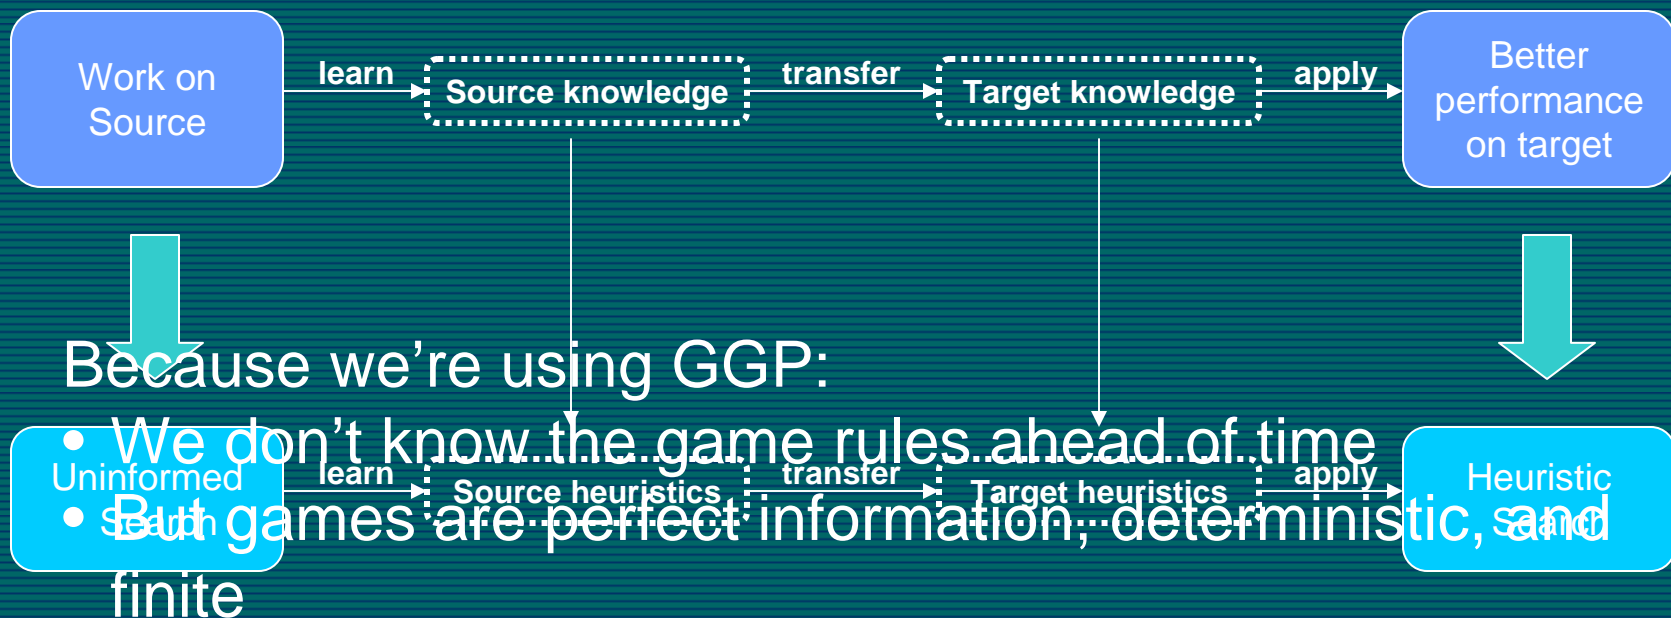 Work on
Source
learn
Source knowledge
transfer
Target knowledge
apply
Better
performance
on target
Because we’re using GGP:
• We don’t know the game rules ahead of time
• But games are perfect information, deterministic, and
finite
Uninformed
Search
learn
Source heuristics
transfer
Target heuristics
apply
Heuristic
Search